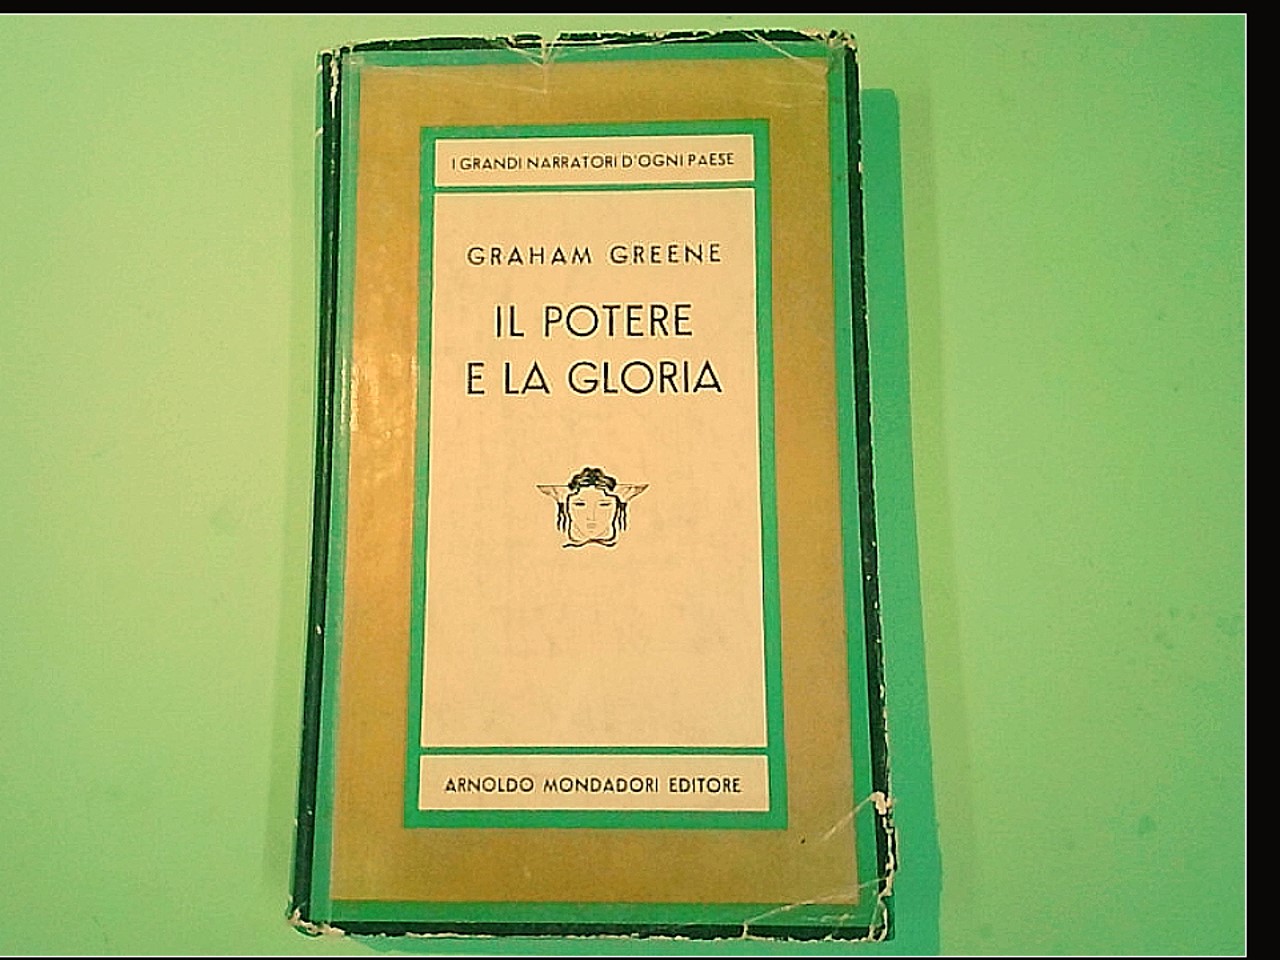 I GRANDI NARRATORI D'OGNI PAESE
GRAHAM GREENE
IL POTERE
E LA GLORIA
ARNOLDO MONDADORI EDITORE